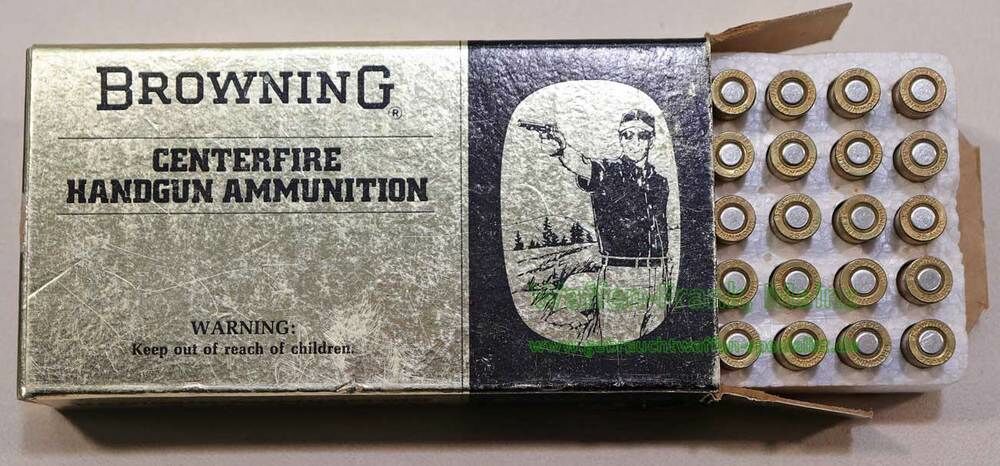 BROWNING®
CENTERFIRE
HANDGUN AMMUNITION
WARNING:
Keep out of reach of children.